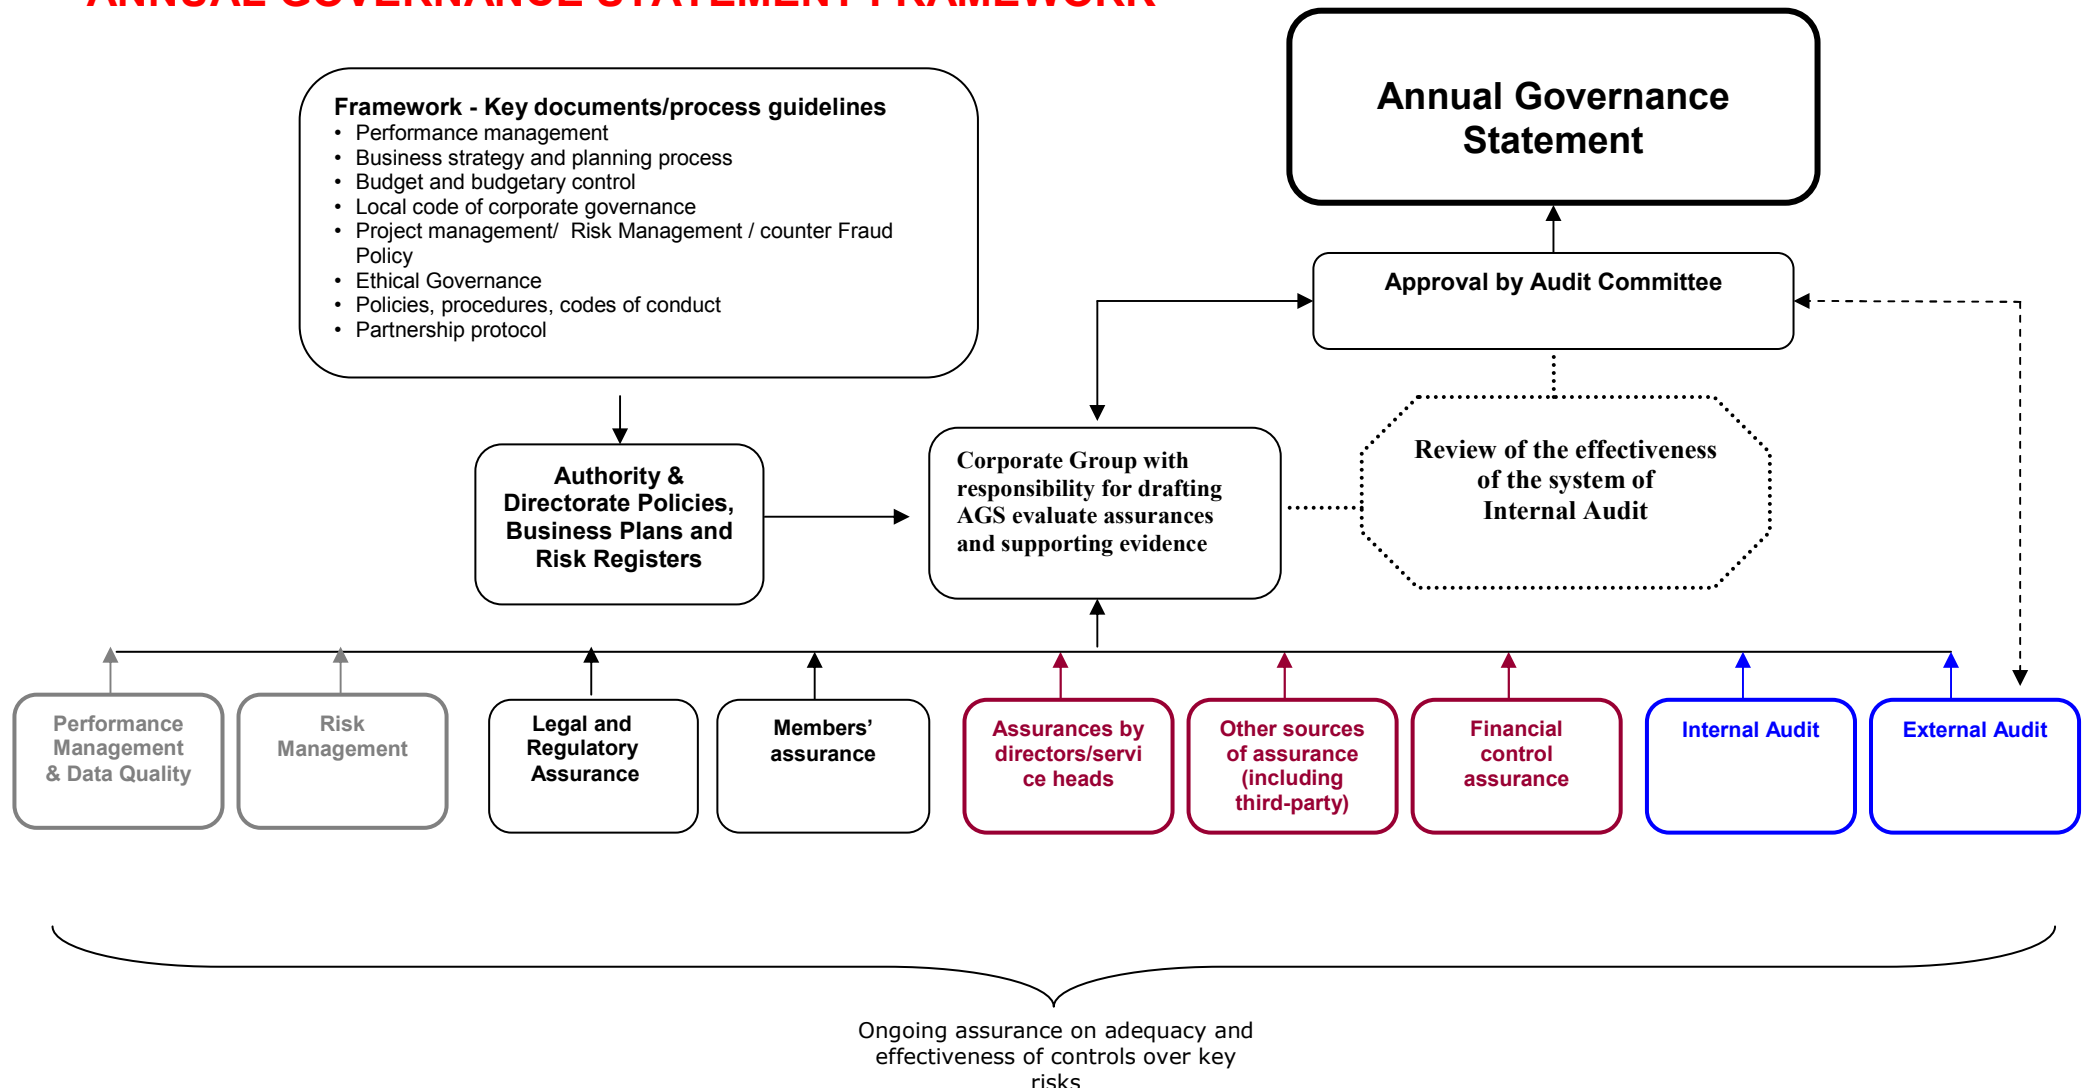 ANNUAL GOVERNANCE STATEMENT FRAMEWORK
Framework - Key documents/process guidelines
• Performance management
• Business strategy and planning process
• Budget and budgetary control
• Local code of corporate governance
• Project management/ Risk Management / counter Fraud
Policy
• Ethical Governance
• Policies, procedures, codes of conduct
• Partnership protocol
Annual Governance
Statement
Approval by Audit Committee
Authority &
Directorate Policies,
Business Plans and
Risk Registers
Corporate Group with
responsibility for drafting
AGS evaluate assurances
and supporting evidence
Review of the effectiveness
of the system of
Internal Audit
Performance
Management
& Data Quality
Risk
Management
Legal and
Regulatory
Assurance
Members’
assurance
Assurances by
directors/servi
ce heads
Other sources
of assurance
(including
third-party)
Financial
control
assurance
Internal Audit
External Audit
Ongoing assurance on adequacy and
effectiveness of controls over key
risks